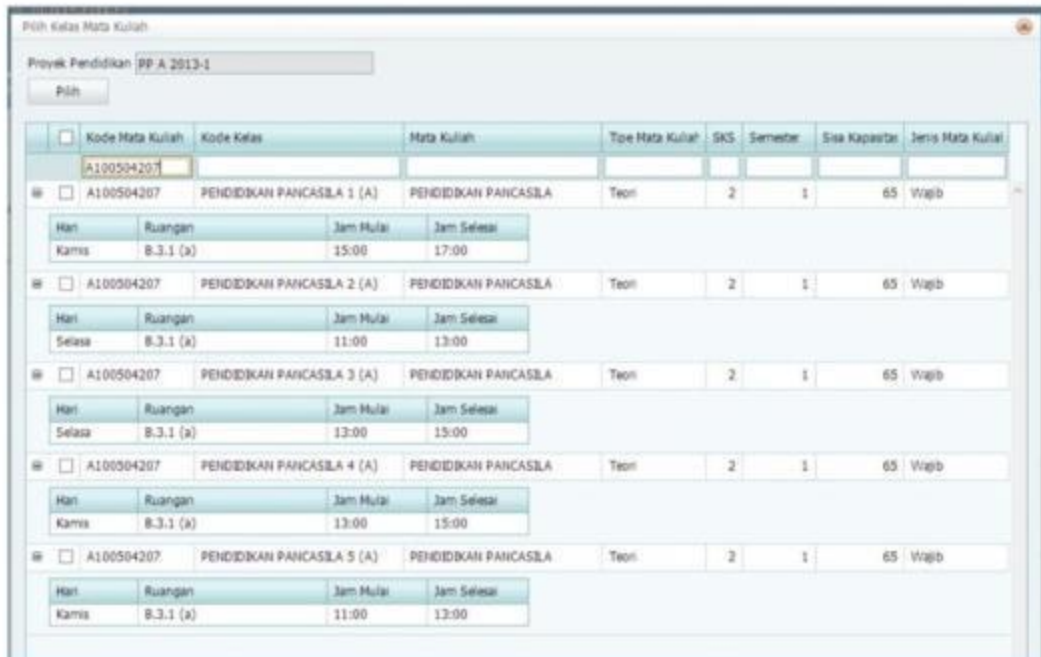 Pilih Kelas Mata Kuliah
Proyek Pendidikan PP A 2013-1
Pilih
Kode Mata Kuliah Kode Kelas Mata Kuliah Tipe Mata Kuliah SKS Semester Sisa Kapasitas Jenis Mata Kuliah
A100504207
A100504207 PENDIDIKAN PANCASILA 1 (A) PENDIDIKAN PANCASILA Teori 2 1 65 Wajib
Hari Ruangan Jam Mulai Jam Selesai
Kamis B.3.1 (a) 15:00 17:00
A100504207 PENDIDIKAN PANCASILA 2 (A) PENDIDIKAN PANCASILA Teori 2 1 65 Wajib
Hari Ruangan Jam Mulai Jam Selesai
Selasa B.3.1 (a) 11:00 13:00
A100504207 PENDIDIKAN PANCASILA 3 (A) PENDIDIKAN PANCASILA Teori 2 1 65 Wajib
Hari Ruangan Jam Mulai Jam Selesai
Selasa B.3.1 (a) 13:00 15:00
A100504207 PENDIDIKAN PANCASILA 4 (A) PENDIDIKAN PANCASILA Teori 2 1 65 Wajib
Hari Ruangan Jam Mulai Jam Selesai
Kamis B.3.1 (a) 13:00 15:00
A100504207 PENDIDIKAN PANCASILA 5 (A) PENDIDIKAN PANCASILA Teori 2 1 65 Wajib
Hari Ruangan Jam Mulai Jam Selesai
Kamis B.3.1 (a) 11:00 13:00